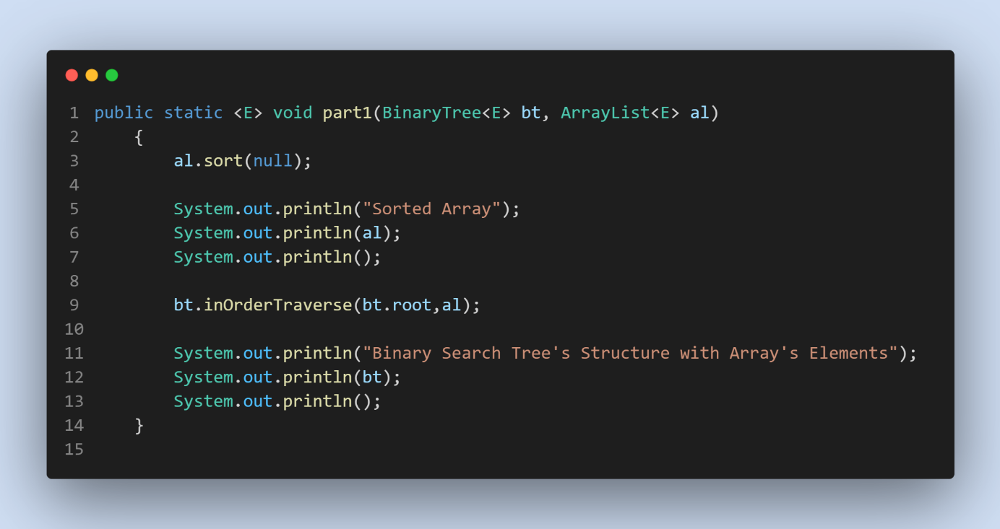 1 public static <E> void part1(BinaryTree<E> bt, ArrayList<E> al)
2     {
3         al.sort(null);
4
5         System.out.println("Sorted Array");
6         System.out.println(al);
7         System.out.println();
8
9         bt.inOrderTraverse(bt.root,al);
10
11         System.out.println("Binary Search Tree's Structure with Array's Elements");
12         System.out.println(bt);
13         System.out.println();
14     }
15